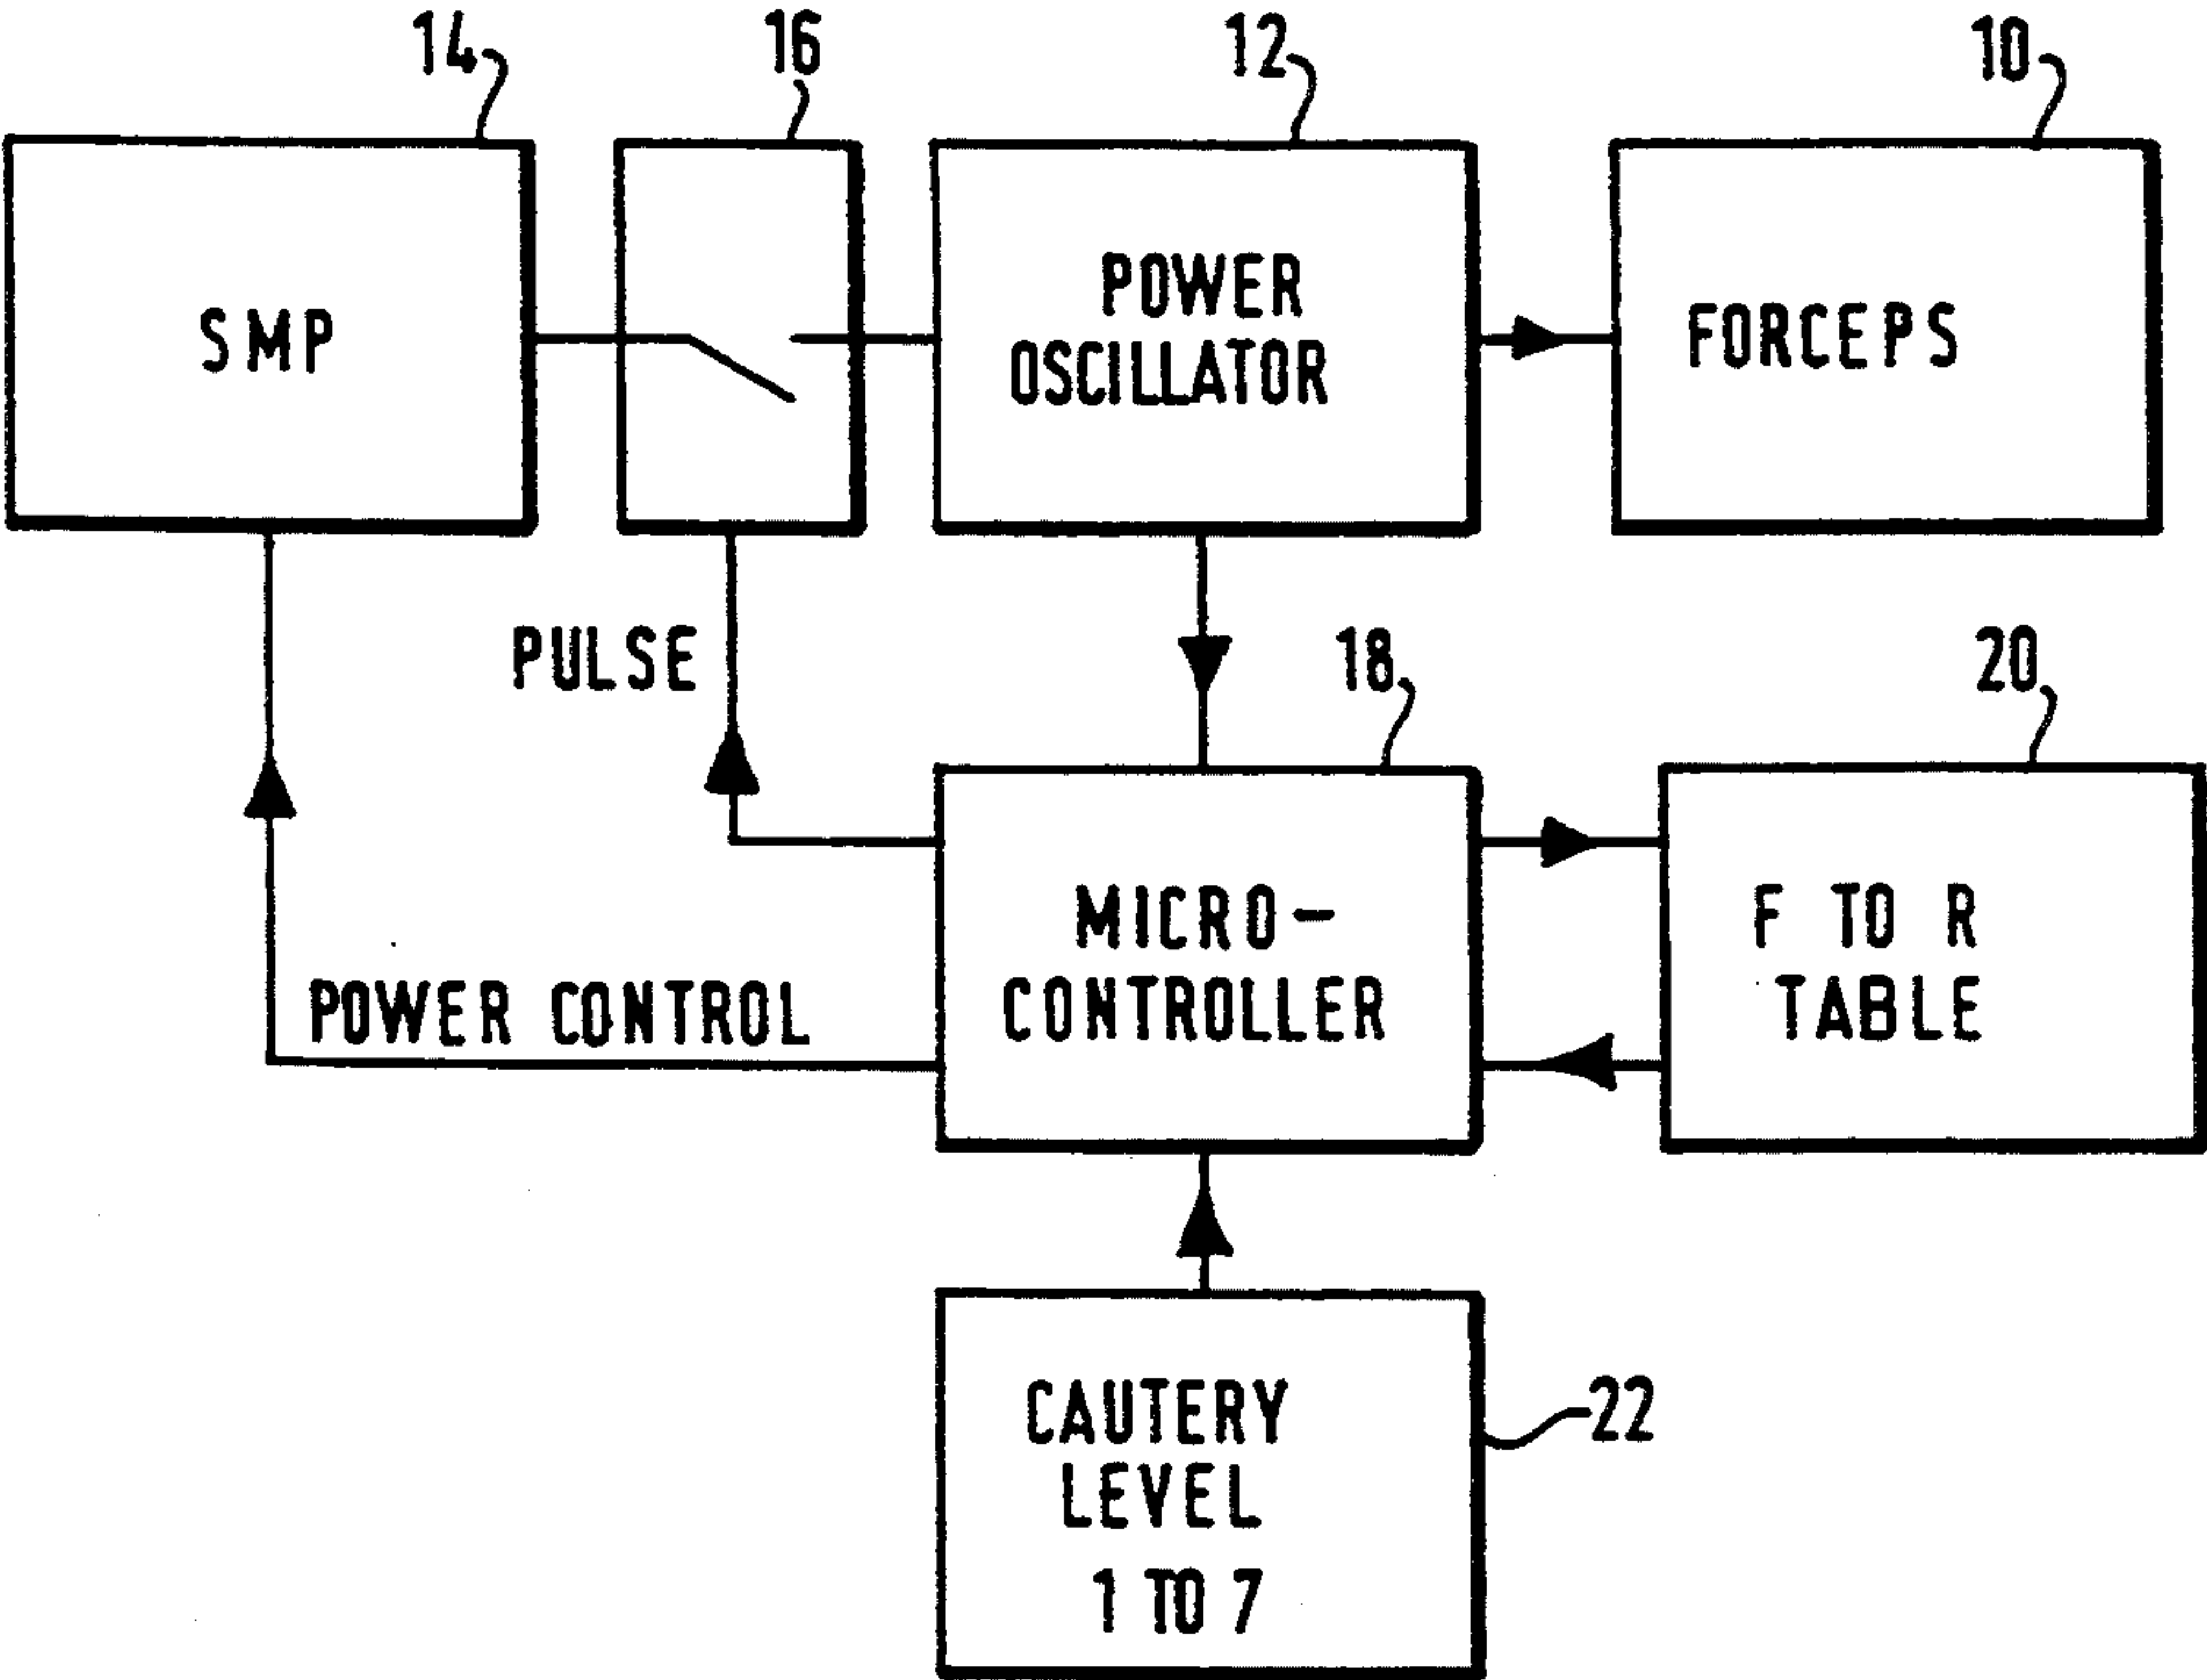 14
16
12
10
SMP
POWER
OSCILLATOR
FORCEPS
PULSE
18
20
MICRO-
CONTROLLER
F TO R
TABLE
POWER CONTROL
CAUTERY
LEVEL
1 TO 7
22